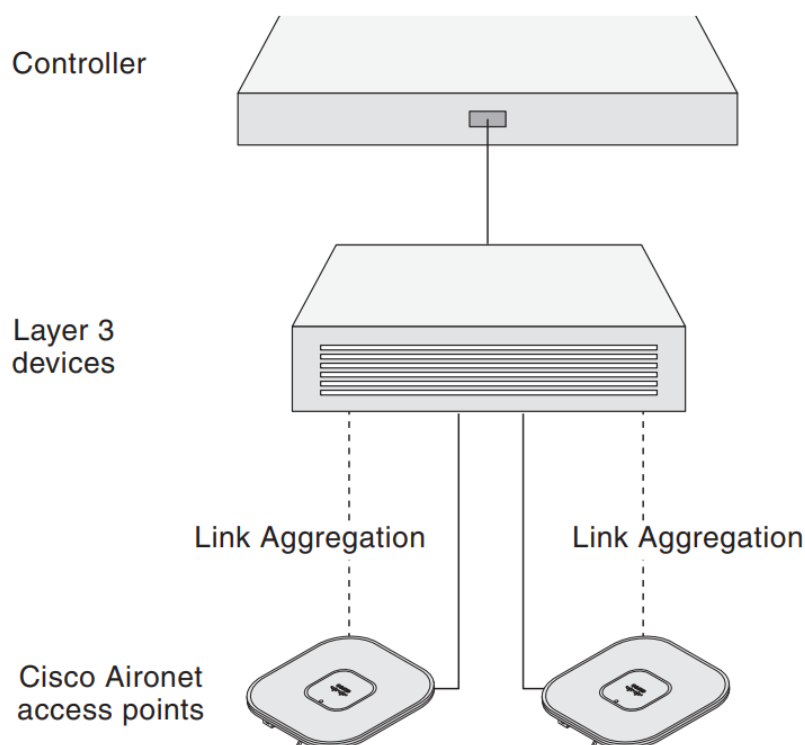 Controller
Layer 3
devices
Link Aggregation
Link Aggregation
Cisco Aironet
access points